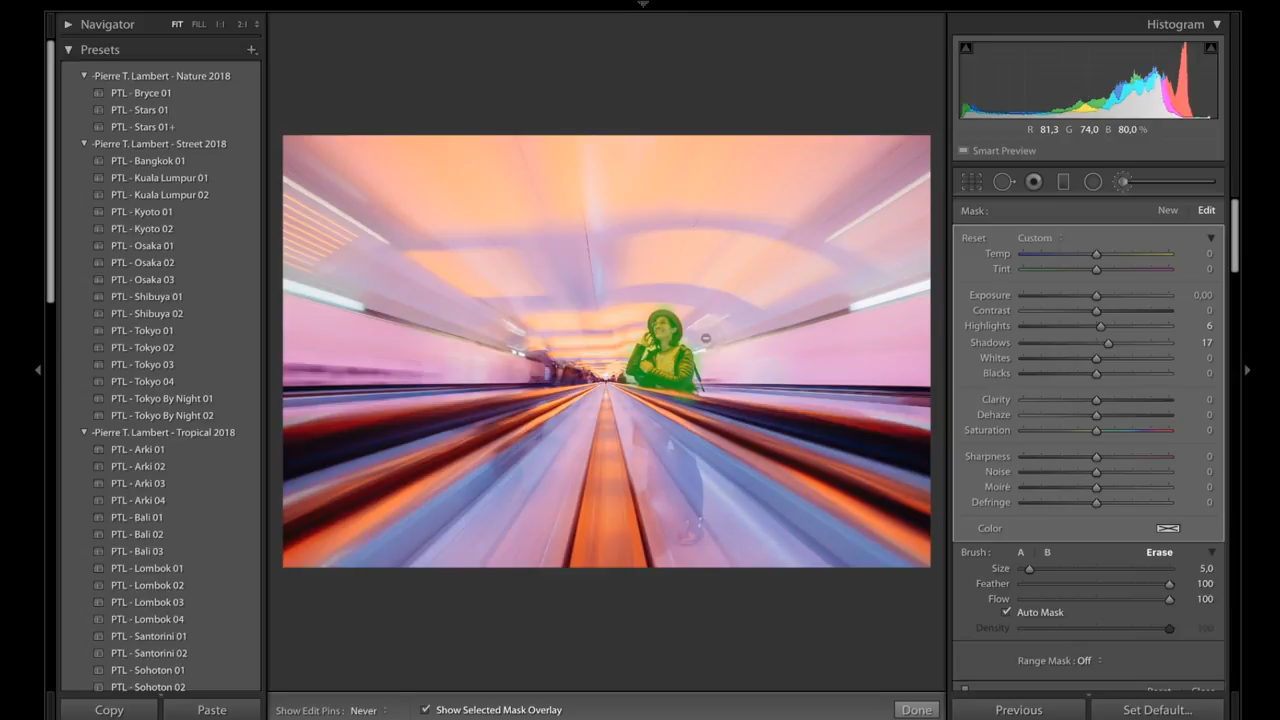 Navigator
FIT FILL 1:1 2:1
Presets
-Pierre T. Lambert - Nature 2018
PTL - Bryce 01
PTL - Stars 01
PTL - Stars 01+
-Pierre T. Lambert - Street 2018
PTL - Bangkok 01
PTL - Kuala Lumpur 01
PTL - Kuala Lumpur 02
PTL - Kyoto 01
PTL - Kyoto 02
PTL - Osaka 01
PTL - Osaka 02
PTL - Osaka 03
PTL - Shibuya 01
PTL - Shibuya 02
PTL - Tokyo 01
PTL - Tokyo 02
PTL - Tokyo 03
PTL - Tokyo 04
PTL - Tokyo By Night 01
PTL - Tokyo By Night 02
-Pierre T. Lambert - Tropical 2018
PTL - Arki 01
PTL - Arki 02
PTL - Arki 03
PTL - Arki 04
PTL - Bali 01
PTL - Bali 02
PTL - Bali 03
PTL - Lombok 01
PTL - Lombok 02
PTL - Lombok 03
PTL - Lombok 04
PTL - Santorini 01
PTL - Santorini 02
PTL - Sohoton 01
PTL - Sohoton 02
Copy
Paste
Show Edit Pins : Never
Show Selected Mask Overlay
Done
Histogram
R 81,3 G 74,0 B 80,0 %
Smart Preview
Mask : New Edit
Reset Custom
Temp 0
Tint 0
Exposure 0,00
Contrast 0
Highlights 6
Shadows 17
Whites 0
Blacks 0
Clarity 0
Dehaze 0
Saturation 0
Sharpness 0
Noise 0
Moiré 0
Defringe 0
Color
Brush : A B Erase
Size 5,0
Feather 100
Flow 100
Auto Mask
Density 100
Range Mask : Off
Reset Close
Previous
Set Default...